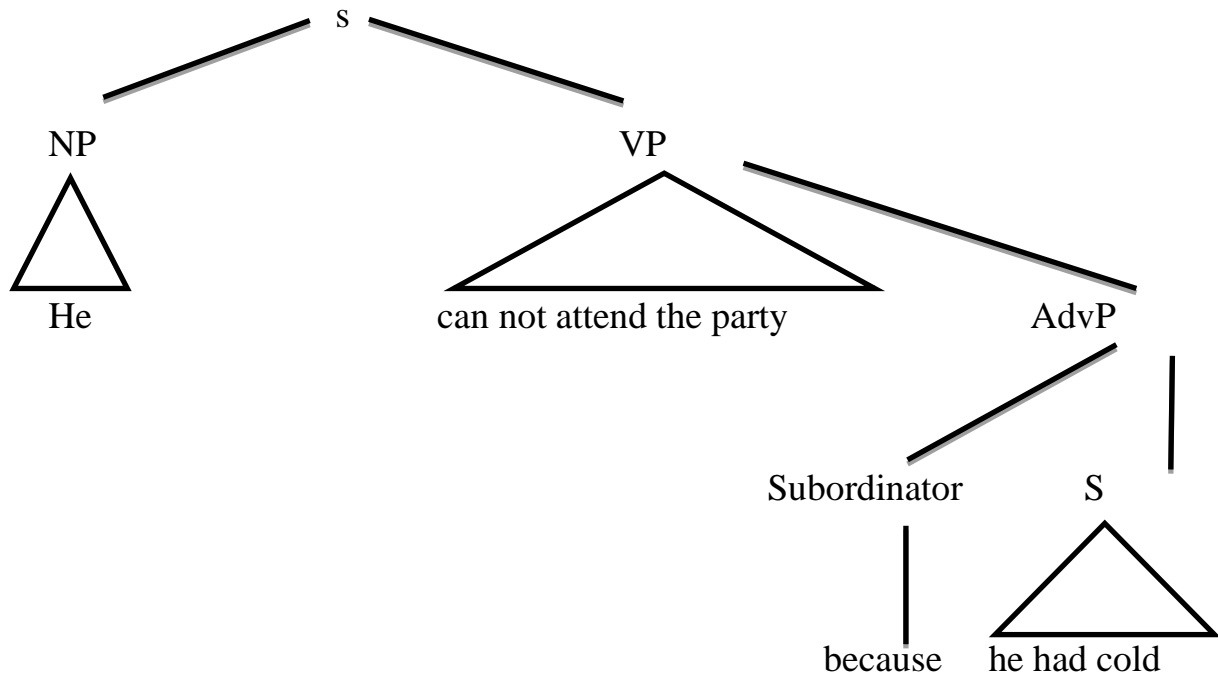 s
NP VP
He can not attend the party AdvP
Subordinator S
because he had cold